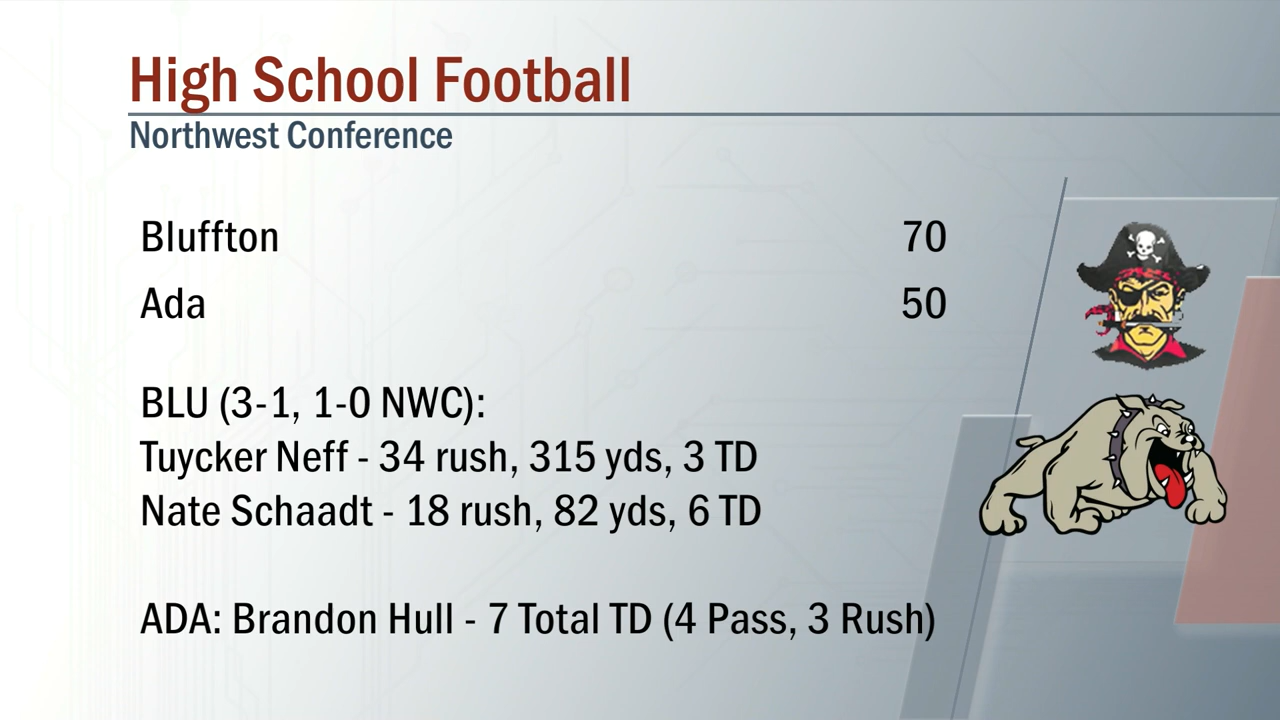 High School Football
Northwest Conference
Bluffton 70
Ada 50
BLU (3-1, 1-0 NWC):
Tuycker Neff - 34 rush, 315 yds, 3 TD
Nate Schaadt - 18 rush, 82 yds, 6 TD
ADA: Brandon Hull - 7 Total TD (4 Pass, 3 Rush)